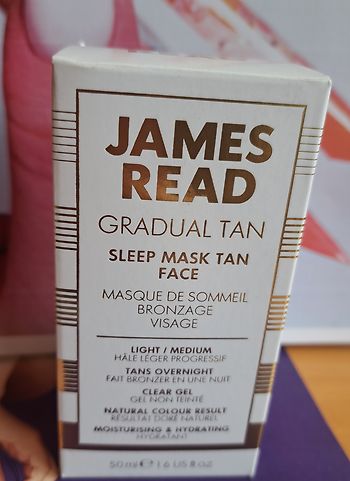 JAMES
READ
GRADUAL TAN
SLEEP MASK TAN
FACE
MASQUE DE SOMMEIL
BRONZAGE
VISAGE
LIGHT / MEDIUM
HÂLE LÉGER PROGRESSIF
TANS OVERNIGHT
FAIT BRONZER EN UNE NUIT
CLEAR GEL
GEL NON TEINTÉ
NATURAL COLOUR RESULT
RÉSULTAT DORÉ NATUREL
MOISTURISING & HYDRATING
HYDRATANT
50 ml ℮ 1.6 US fl oz